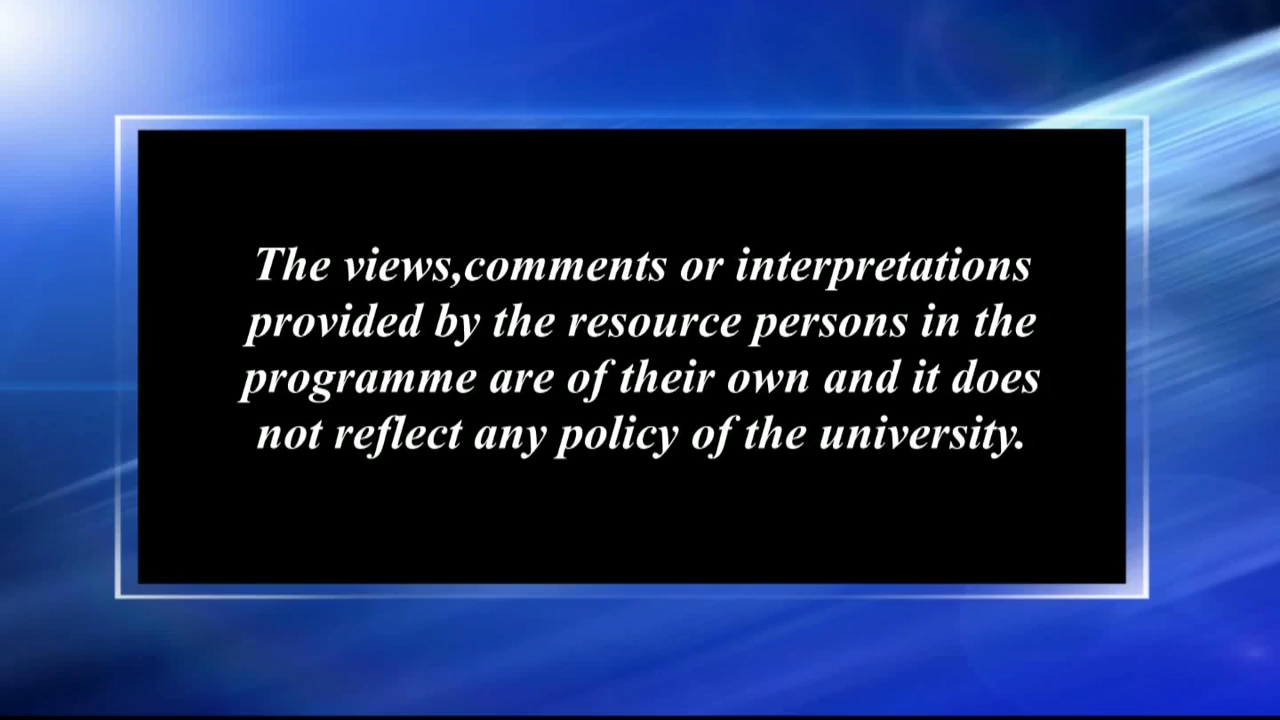 The views,comments or interpretations
provided by the resource persons in the
programme are of their own and it does
not reflect any policy of the university.